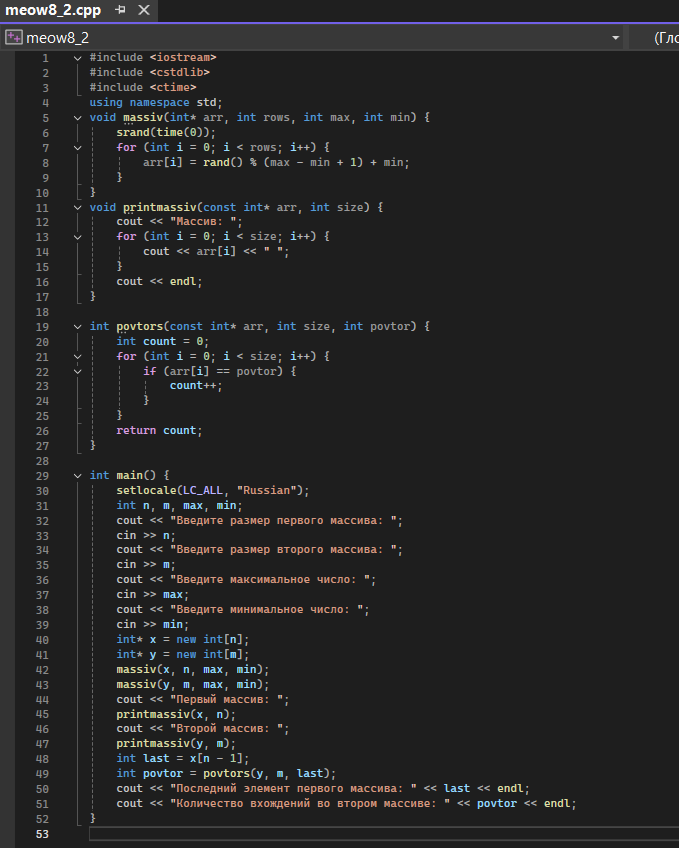 meow8_2.cpp
meow8_2 (Гло
1 #include <iostream>
2 #include <cstdlib>
3 #include <ctime>
4 using namespace std;
5 void massiv(int* arr, int rows, int max, int min) {
6 srand(time(0));
7 for (int i = 0; i < rows; i++) {
8 arr[i] = rand() % (max - min + 1) + min;
9 }
10 }
11 void printmassiv(const int* arr, int size) {
12 cout << "Массив: ";
13 for (int i = 0; i < size; i++) {
14 cout << arr[i] << " ";
15 }
16 cout << endl;
17 }
18
19 int povtors(const int* arr, int size, int povtor) {
20 int count = 0;
21 for (int i = 0; i < size; i++) {
22 if (arr[i] == povtor) {
23 count++;
24 }
25 }
26 return count;
27 }
28
29 int main() {
30 setlocale(LC_ALL, "Russian");
31 int n, m, max, min;
32 cout << "Введите размер первого массива: ";
33 cin >> n;
34 cout << "Введите размер второго массива: ";
35 cin >> m;
36 cout << "Введите максимальное число: ";
37 cin >> max;
38 cout << "Введите минимальное число: ";
39 cin >> min;
40 int* x = new int[n];
41 int* y = new int[m];
42 massiv(x, n, max, min);
43 massiv(y, m, max, min);
44 cout << "Первый массив: ";
45 printmassiv(x, n);
46 cout << "Второй массив: ";
47 printmassiv(y, m);
48 int last = x[n - 1];
49 int povtor = povtors(y, m, last);
50 cout << "Последний элемент первого массива: " << last << endl;
51 cout << "Количество вхождений во втором массиве: " << povtor << endl;
52 }
53